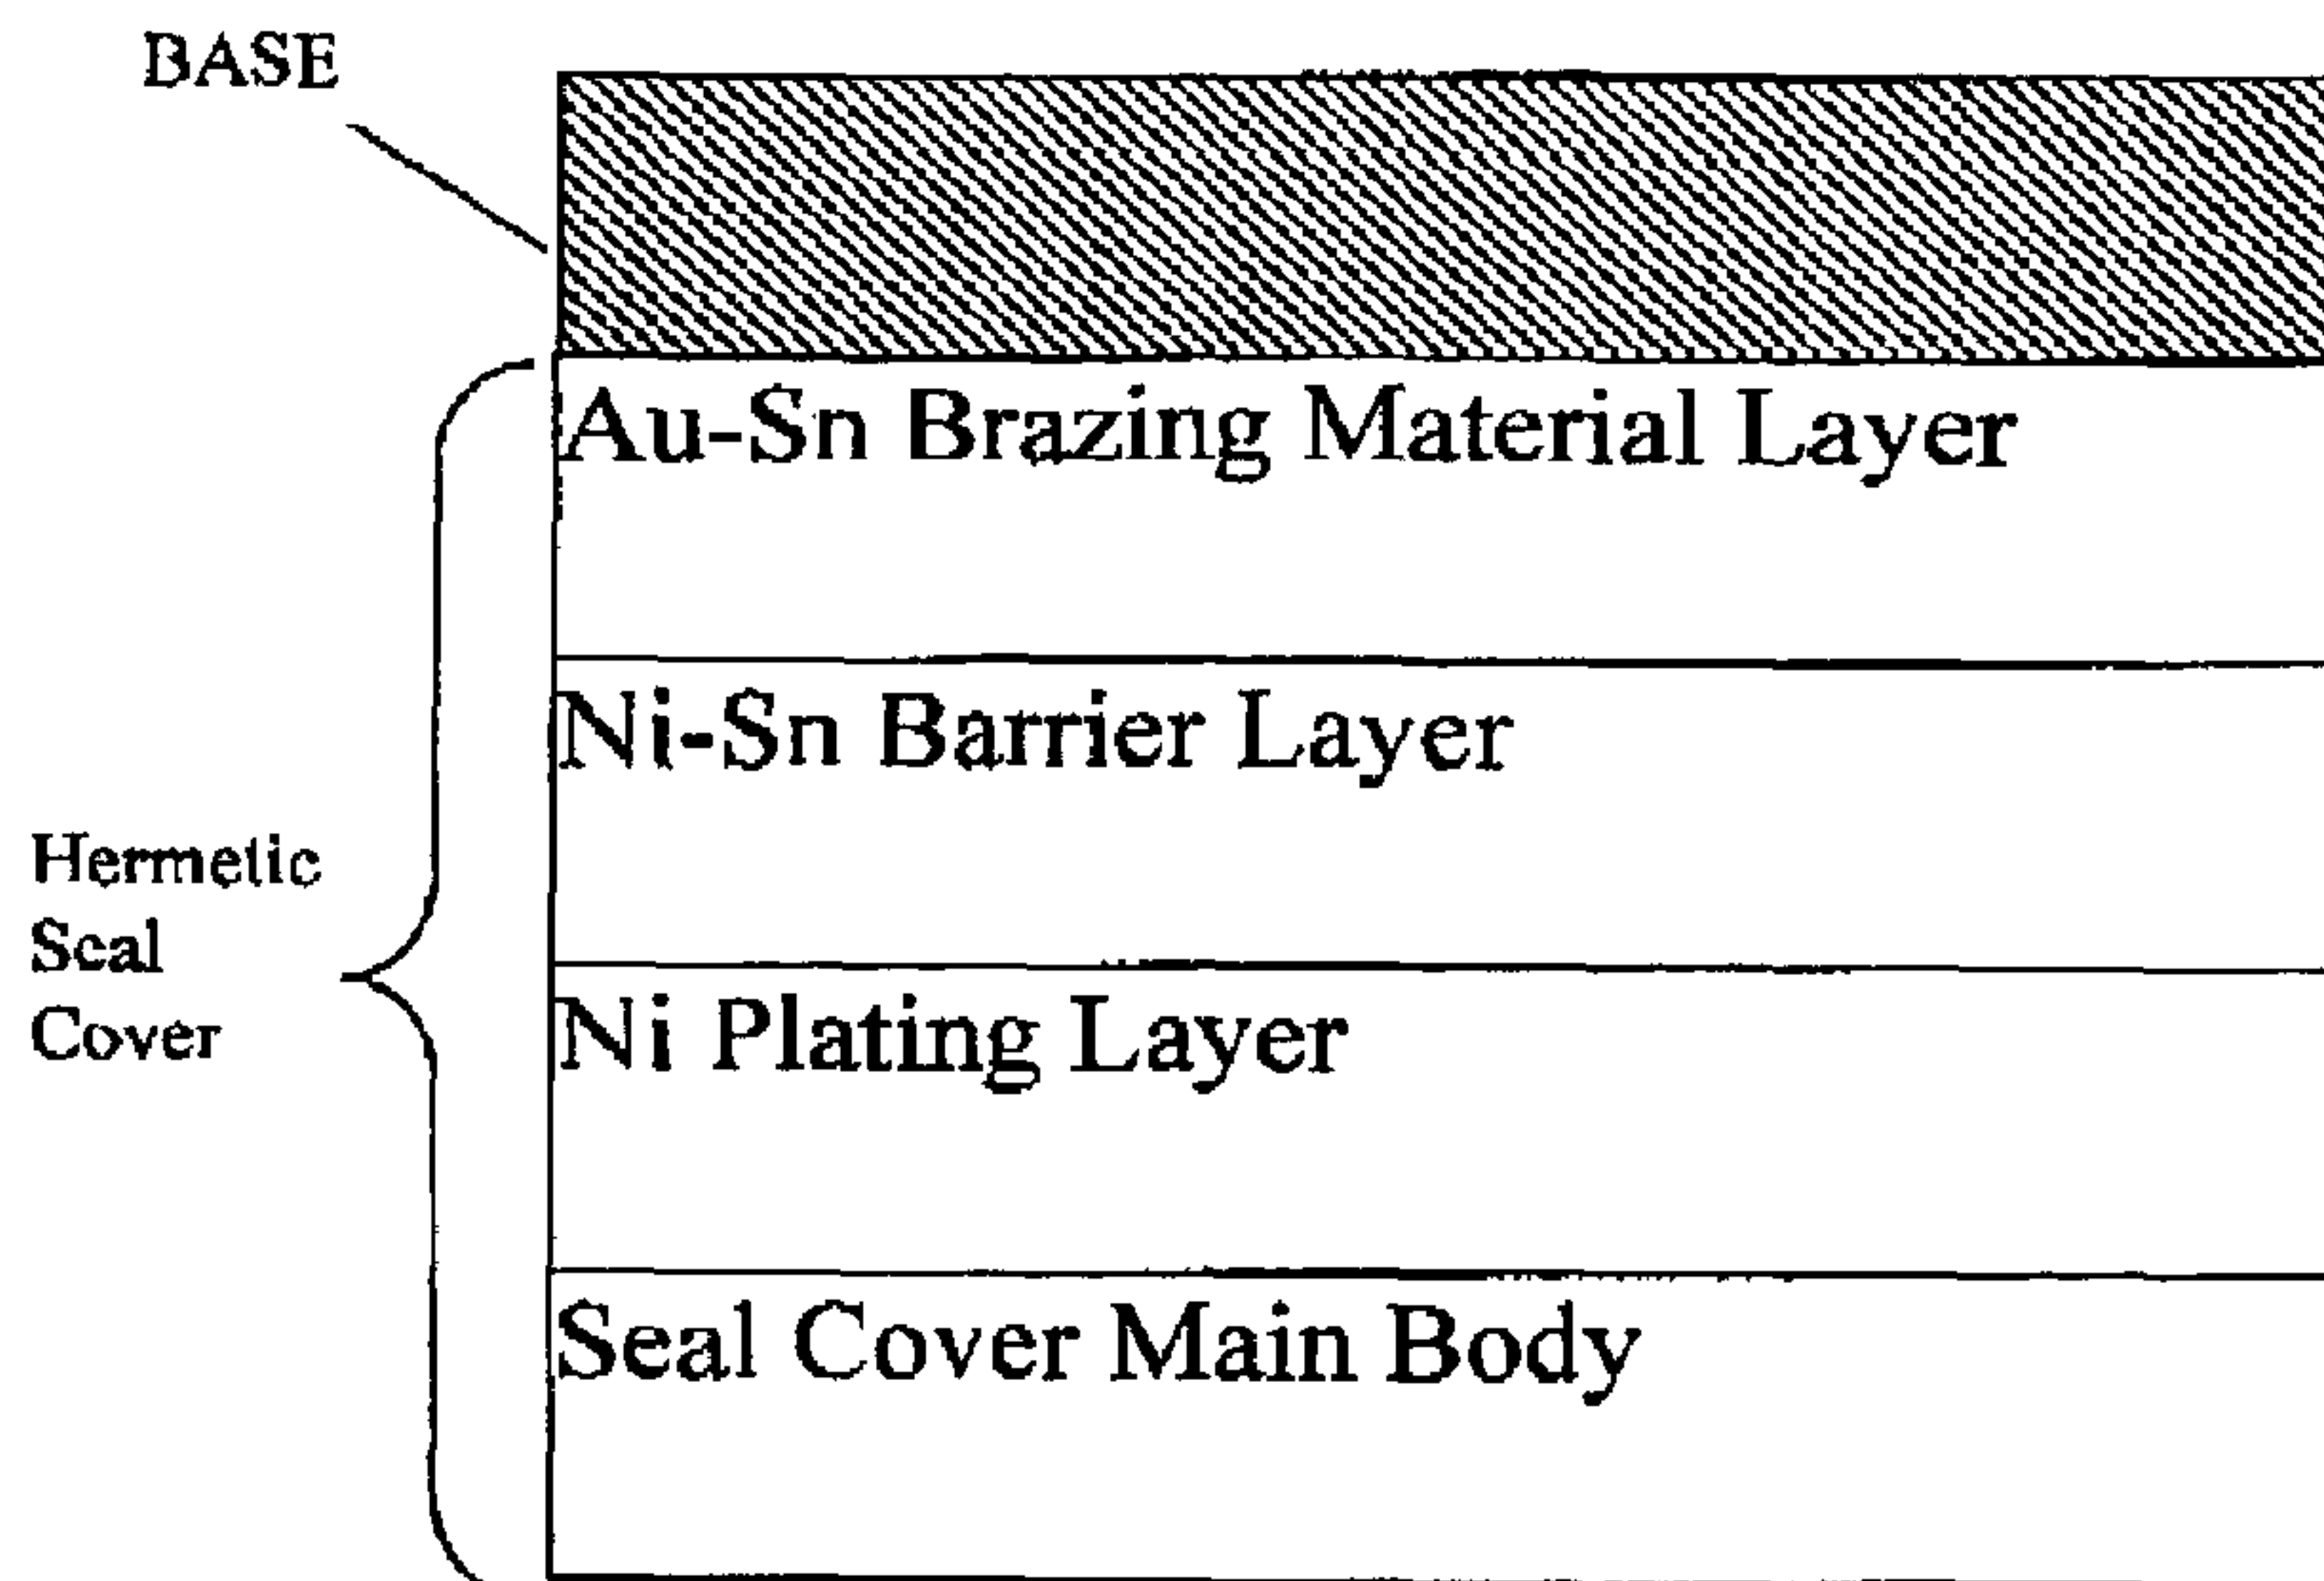 BASE
Au-Sn Brazing Material Layer
Ni-Sn Barrier Layer
Hermetic
Seal
Cover
Ni Plating Layer
Seal Cover Main Body